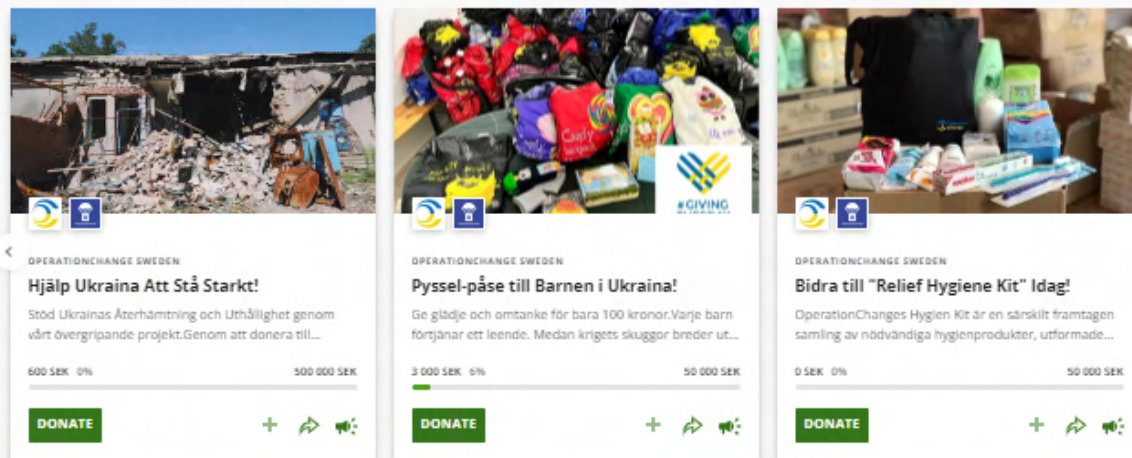 #GIVING
OPERATIONCHANGE SWEDEN
Hjälp Ukraina Att Stå Starkt!
Stöd Ukrainas Återhämtning och Uthållighet genom
vårt övergripande projekt.Genom att donera till...
600 SEK 0%
500 000 SEK
DONATE
OPERATIONCHANGE SWEDEN
Pyssel-påse till Barnen i Ukraina!
Ge glädje och omtanke för bara 100 kronor.Varje barn
förtjänar ett leende. Medan krigets skuggor breder ut...
3 000 SEK 6%
50 000 SEK
DONATE
OPERATIONCHANGE SWEDEN
Bidra till "Relief Hygiene Kit" Idag!
OperationChanges Hygien Kit är en särskilt framtagen
samling av nödvändiga hygienprodukter, utformade...
0 SEK 0%
50 000 SEK
DONATE